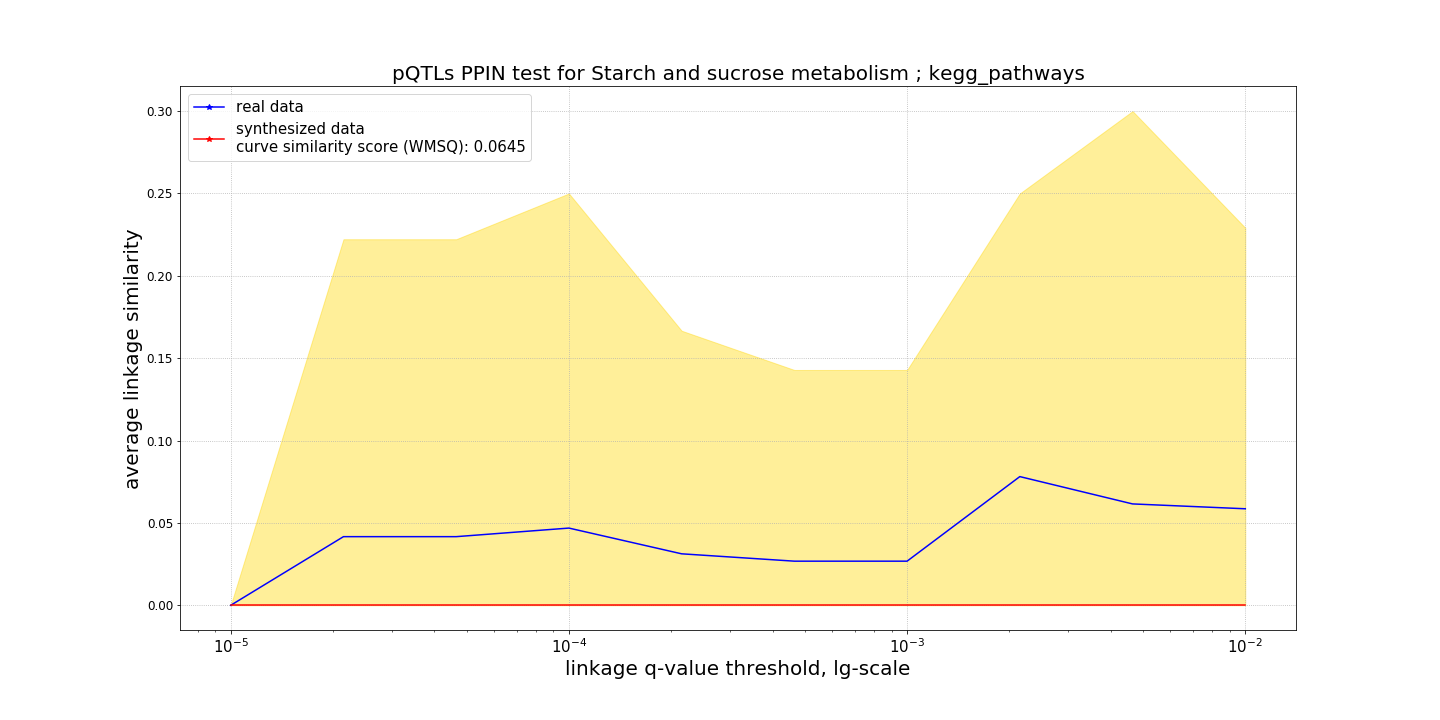 pQTLs PPIN test for Starch and sucrose metabolism ; kegg_pathways
real data
synthesized data
curve similarity score (WMSQ): 0.0645
average linkage similarity
0.30
0.25
0.20
0.15
0.10
0.05
0.00
10⁻⁵ 10⁻⁴ 10⁻³ 10⁻²
linkage q-value threshold, lg-scale